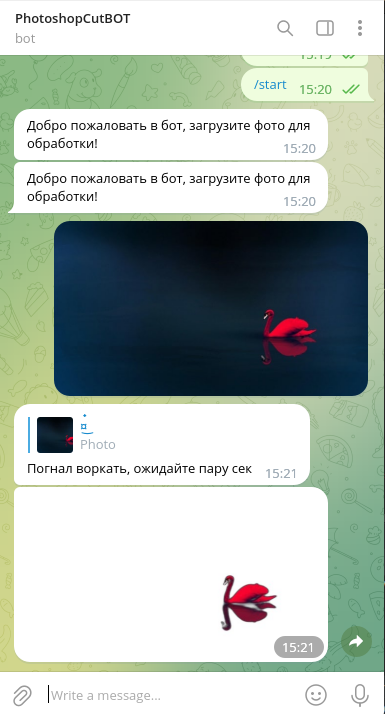 PhotoshopCutBOT
bot
15:19
/start 15:20
Добро пожаловать в бот, загрузите фото для
обработки!
15:20
Добро пожаловать в бот, загрузите фото для
обработки!
15:20
Photo
Погнал воркать, ожидайте пару сек 15:21
15:21
Write a message...